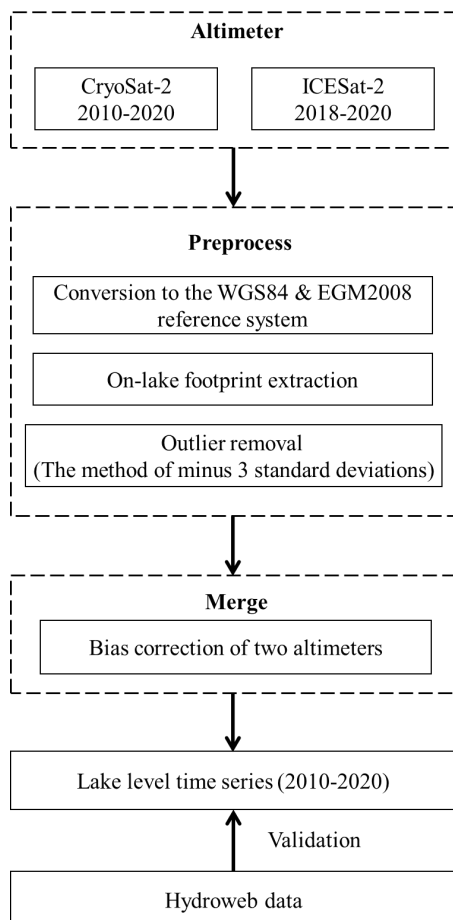 Altimeter
CryoSat-2
2010-2020
ICESat-2
2018-2020
Preprocess
Conversion to the WGS84 & EGM2008
reference system
On-lake footprint extraction
Outlier removal
(The method of minus 3 standard deviations)
Merge
Bias correction of two altimeters
Lake level time series (2010-2020)
Validation
Hydroweb data